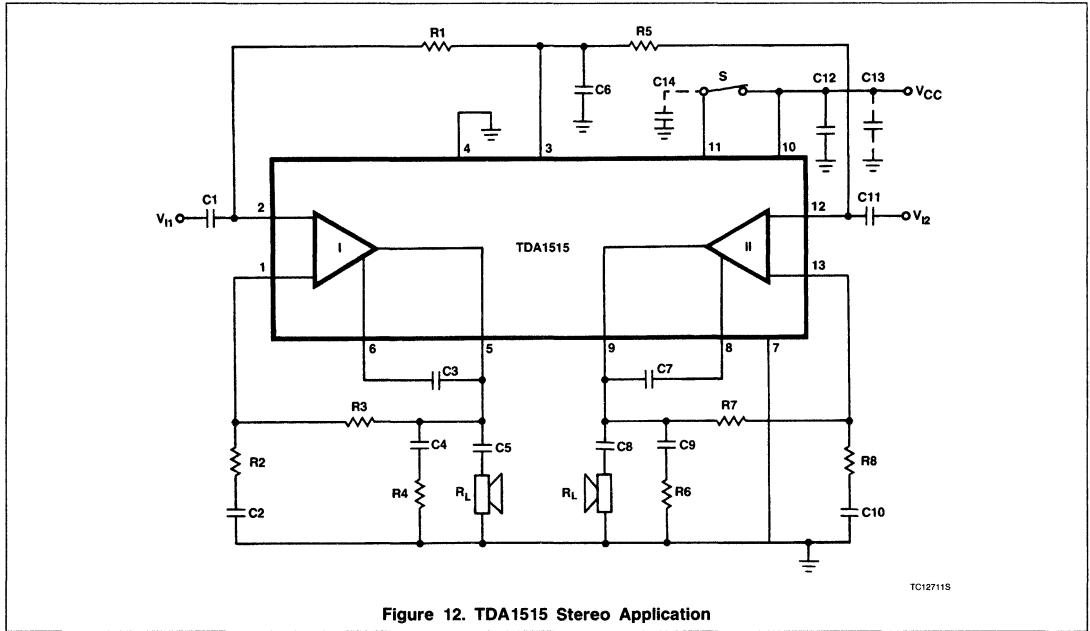 R1
R5
C6
C14
S
C12
C13
VCC
4
3
11
10
C1
VI1
2
12
C11
VI2
I
TDA1515
II
1
13
6
5
9
8
7
C3
C7
R3
R7
C4
C5
C8
C9
R2
R8
R4
RL
RL
R6
C2
C10
TC12711S
Figure 12. TDA1515 Stereo Application